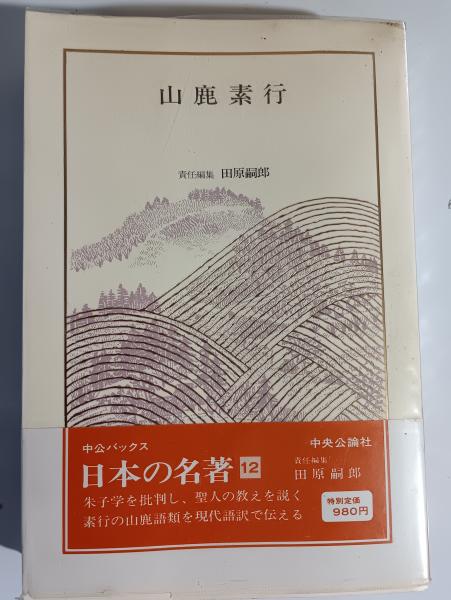 山鹿素行
責任編集 田原嗣郎
中公バックス
中央公論社
日本の名著 12
責任編集
田原嗣郎
朱子学を批判し、聖人の教えを説く
素行の山鹿語類を現代語訳で伝える
特別定価
980円